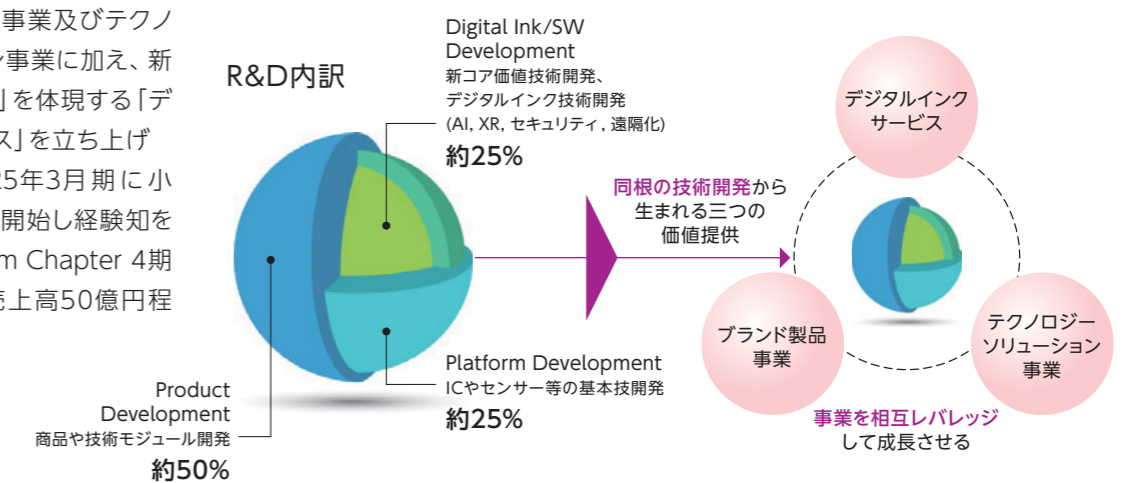 事業及びテクノ
ン事業に加え、新
」を体現する「デ
ス」を立ち上げ
25年3月期に小
開始し経験知を
m Chapter 4期
売上高50億円程
R&D内訳
Digital Ink/SW
Development
新コア価値技術開発、
デジタルインク技術開発
(AI, XR, セキュリティ, 遠隔化)
約25%
Platform Development
ICやセンサー等の基本技開発
約25%
Product
Development
商品や技術モジュール開発
約50%
同根の技術開発から
生まれる三つの
価値提供
デジタルインク
サービス
ブランド製品
事業
テクノロジー
ソリューション
事業
事業を相互レバレッジ
して成長させる